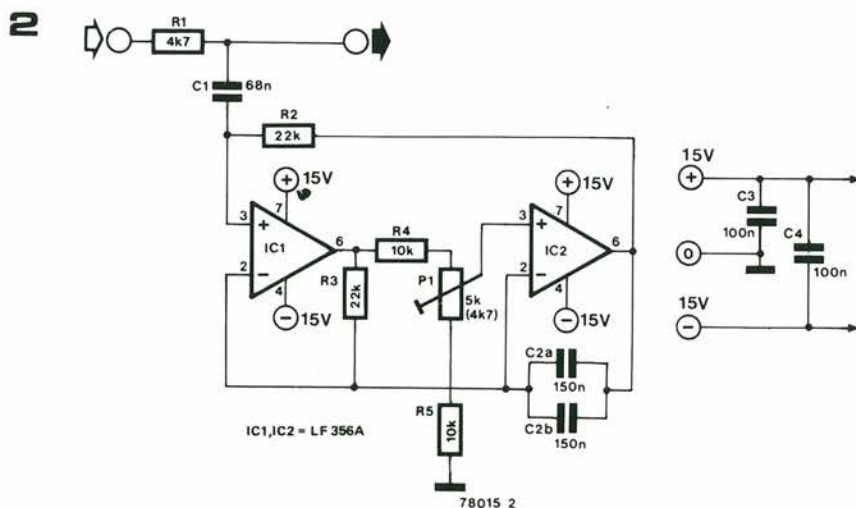 2
R1
4k7
C1
68n
R2
22k
15V
+
7
3
+
IC1
6
2
−
4
−
15V
R3
22k
R4
10k
P1
5k
(4k7)
15V
+
7
3
+
IC2
6
2
−
4
−
15V
C2a
150n
C2b
150n
R5
10k
IC1,IC2 = LF 356A
78015 2
15V
+
C3
100n
C4
100n
0
15V
−